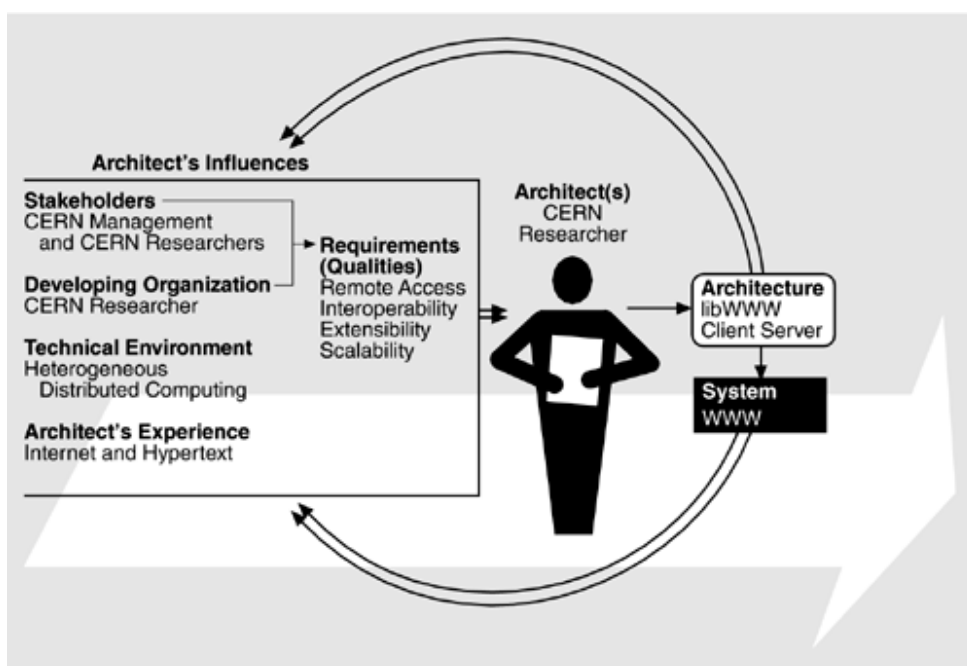 Architect's Influences
Stakeholders
CERN Management
and CERN Researchers
Developing Organization
CERN Researcher
Technical Environment
Heterogeneous
Distributed Computing
Architect's Experience
Internet and Hypertext
Requirements
(Qualities)
Remote Access
Interoperability
Extensibility
Scalability
Architect(s)
CERN
Researcher
Architecture
libWWW
Client Server
System
WWW